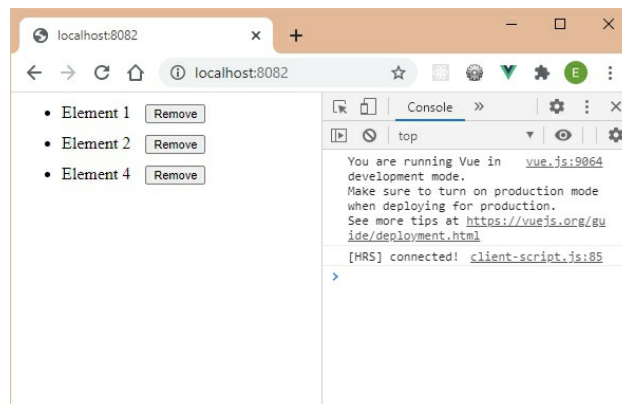 localhost:8082
localhost:8082
E
Element 1 Remove
Element 2 Remove
Element 4 Remove
Console
top
You are running Vue in vue.js:9064
development mode.
Make sure to turn on production mode
when deploying for production.
See more tips at https://vuejs.org/gu
ide/deployment.html
[HRS] connected! client-script.js:85